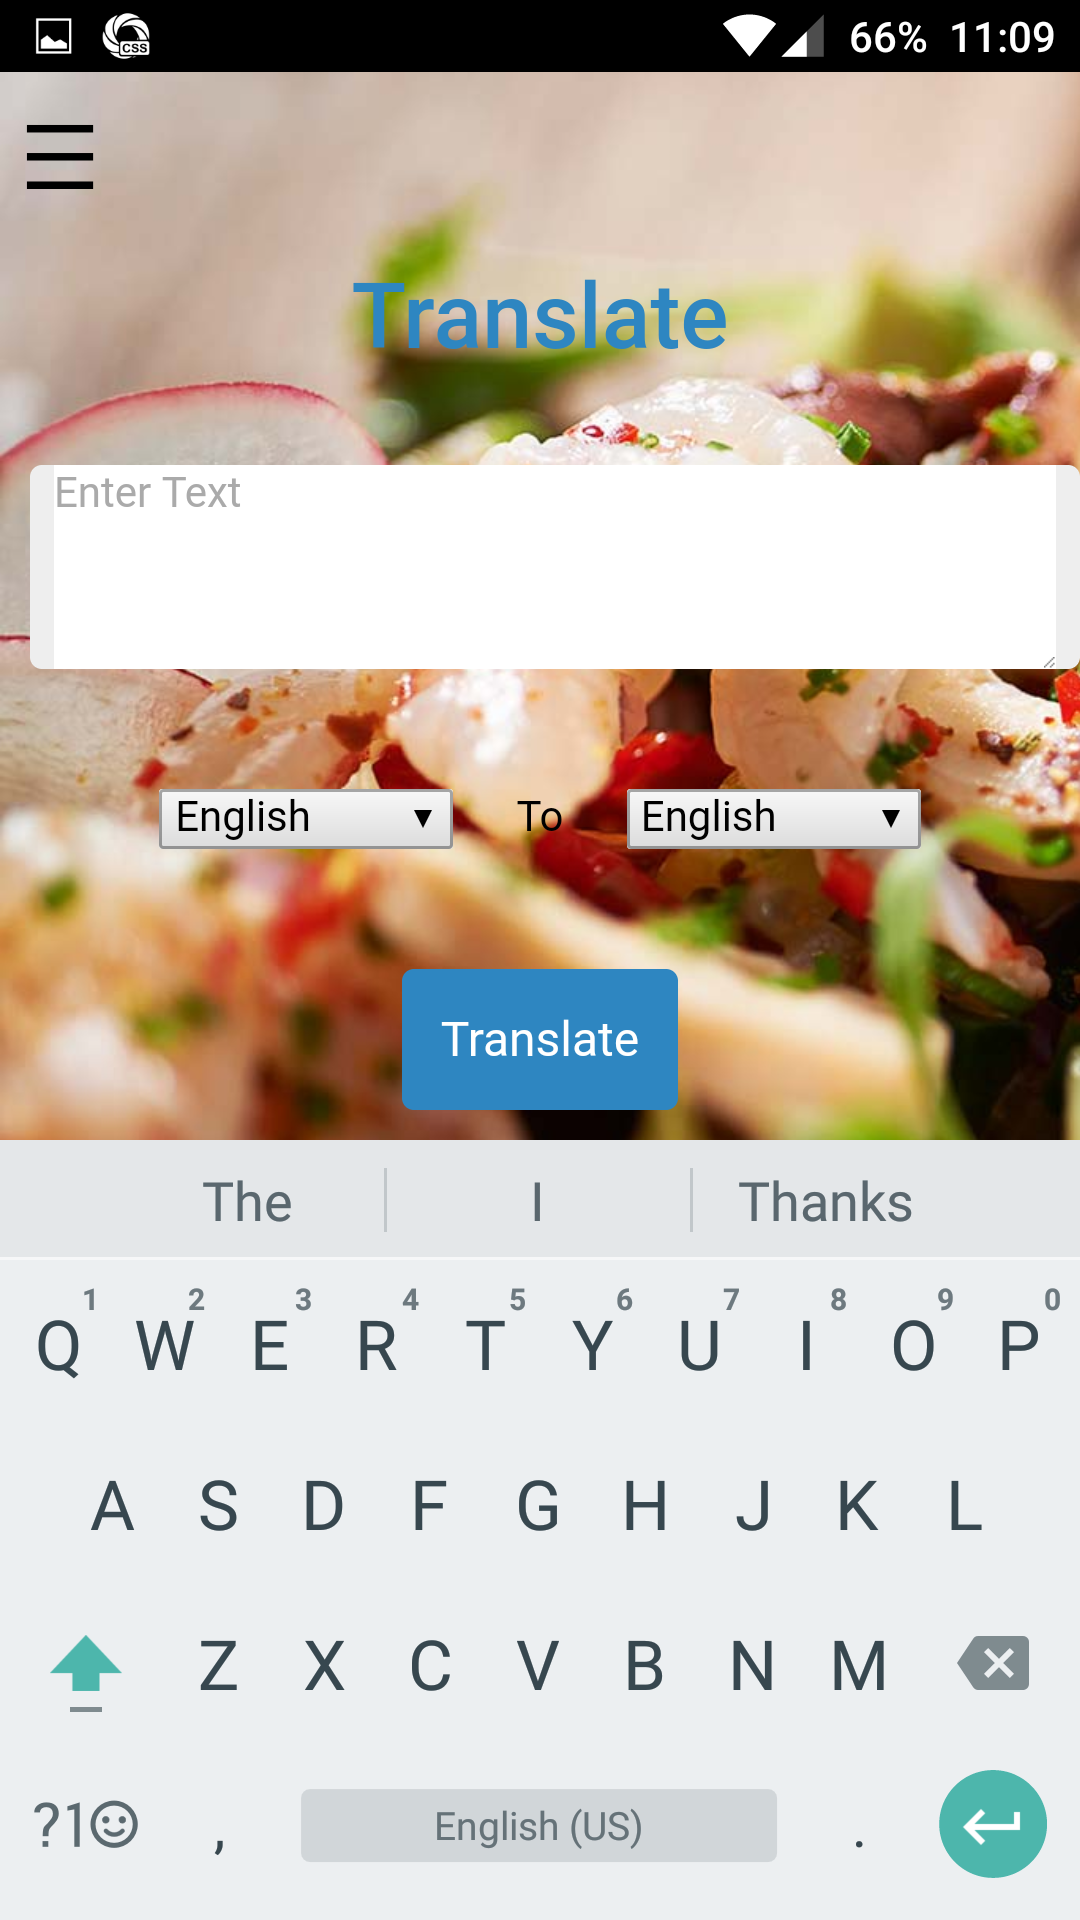 CSS 66% 11:09
Translate
Enter Text
English ▼ To English ▼
Translate
The I Thanks
1 2 3 4 5 6 7 8 9 0
Q W E R T Y U I O P
A S D F G H J K L
Z X C V B N M
?1☺ , English (US) .